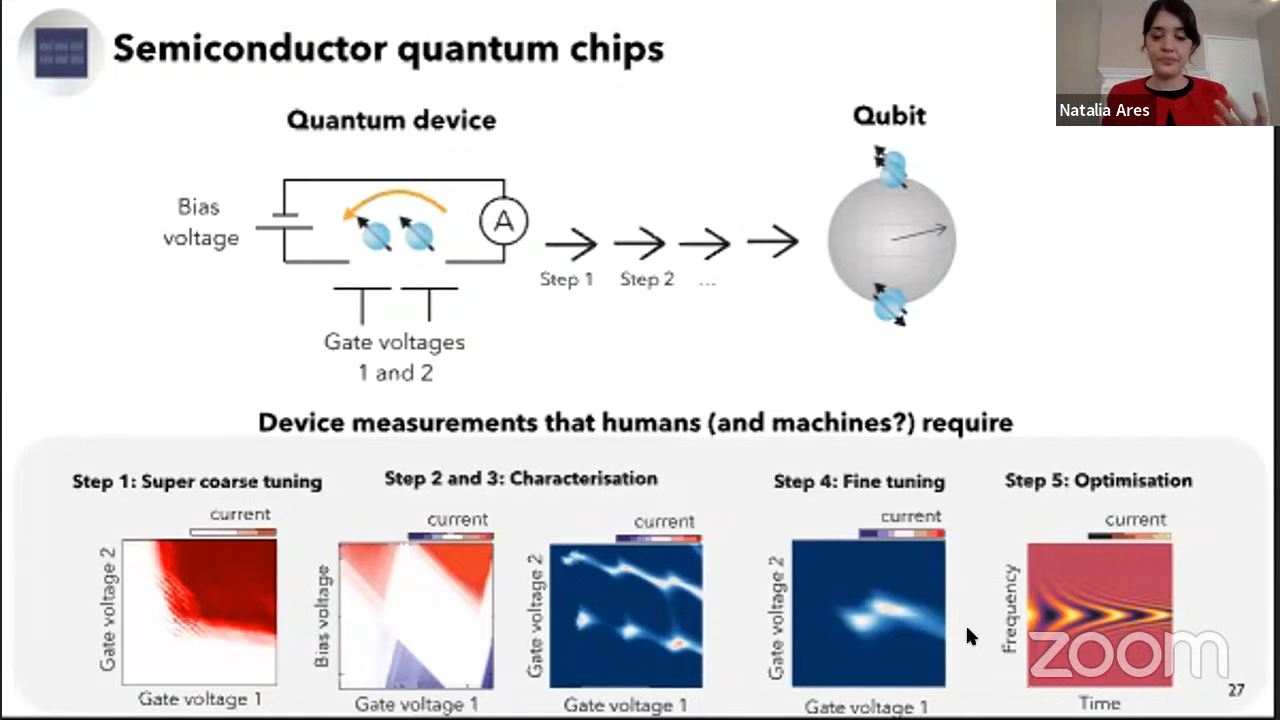 Semiconductor quantum chips
Natalia Ares
Quantum device
Qubit
Bias
voltage
A
Step 1
Step 2
...
Gate voltages
1 and 2
Device measurements that humans (and machines?) require
Step 1: Super coarse tuning
Step 2 and 3: Characterisation
Step 4: Fine tuning
Step 5: Optimisation
current
current
current
current
current
Gate voltage 2
Bias voltage
Gate voltage 2
Gate voltage 2
Frequency
Gate voltage 1
Gate voltage 1
Gate voltage 1
Gate voltage 1
Time
zoom
27